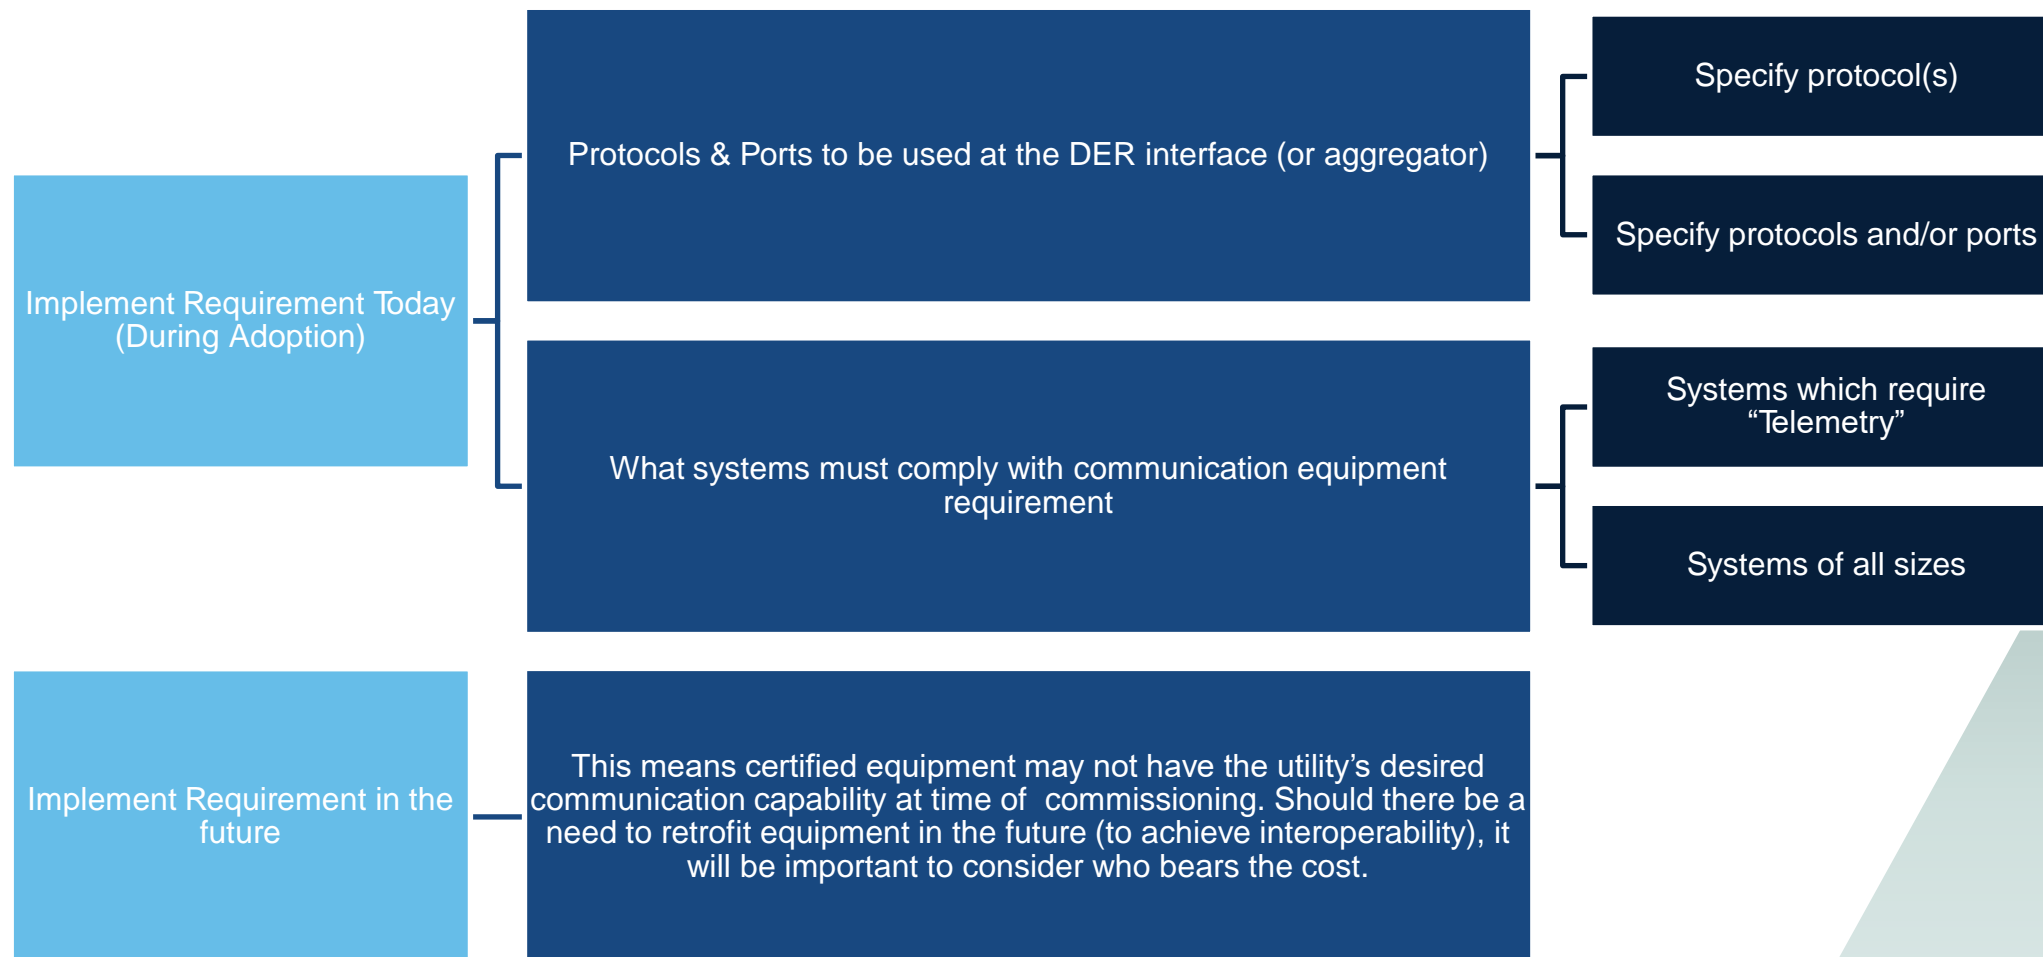 Implement Requirement Today
(During Adoption)
Protocols & Ports to be used at the DER interface (or aggregator)
Specify protocol(s)
Specify protocols and/or ports
What systems must comply with communication equipment
requirement
Systems which require
“Telemetry”
Systems of all sizes
Implement Requirement in the
future
This means certified equipment may not have the utility’s desired
communication capability at time of  commissioning. Should there be a
need to retrofit equipment in the future (to achieve interoperability), it
will be important to consider who bears the cost.